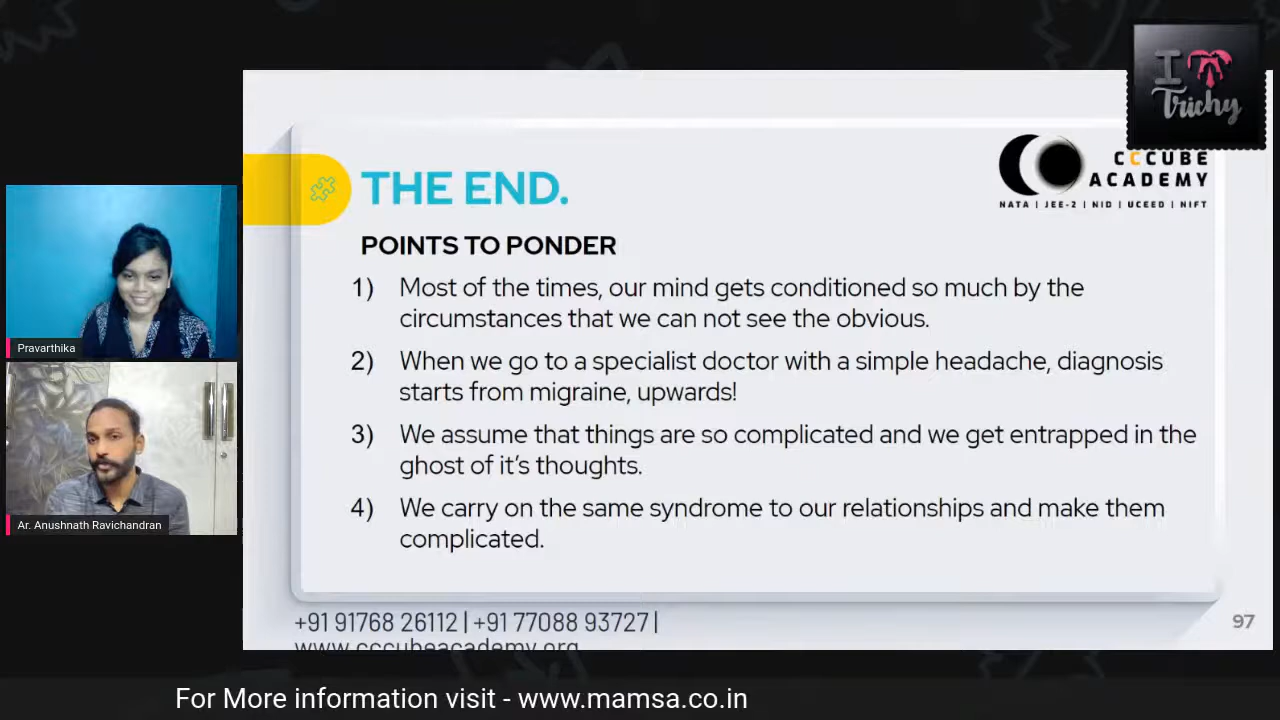 I
Trichy
CCCUBE
ACADEMY
NATA | JEE-2 | NID | UCEED | NIFT
THE END.
POINTS TO PONDER
1) Most of the times, our mind gets conditioned so much by the
circumstances that we can not see the obvious.
2) When we go to a specialist doctor with a simple headache, diagnosis
starts from migraine, upwards!
3) We assume that things are so complicated and we get entrapped in the
ghost of it's thoughts.
4) We carry on the same syndrome to our relationships and make them
complicated.
Pravarthika
Ar. Anushnath Ravichandran
+91 91768 26112 | +91 77088 93727 |
www.cccubeacademy.org
97
For More information visit - www.mamsa.co.in